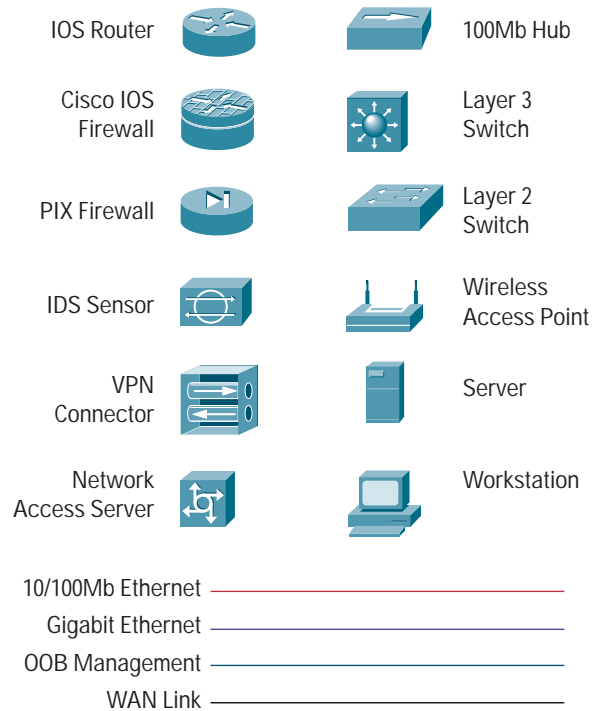 IOS Router
100Mb Hub
Cisco IOS
Firewall
Layer 3
Switch
PIX Firewall
Layer 2
Switch
IDS Sensor
Wireless
Access Point
VPN
Connector
Server
Network
Access Server
Workstation
10/100Mb Ethernet
Gigabit Ethernet
OOB Management
WAN Link